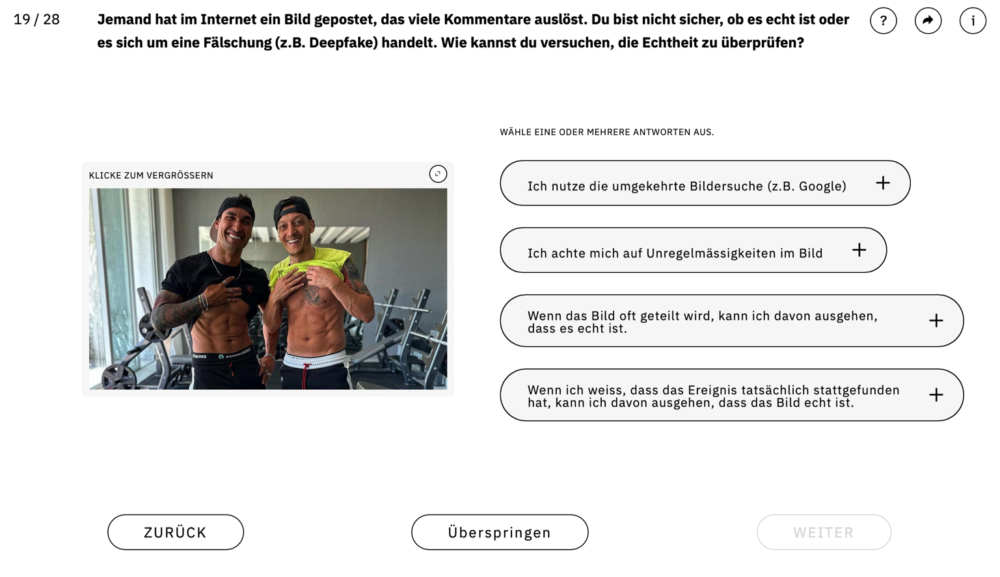 19 / 28
Jemand hat im Internet ein Bild gepostet, das viele Kommentare auslöst. Du bist nicht sicher, ob es echt ist oder
es sich um eine Fälschung (z.B. Deepfake) handelt. Wie kannst du versuchen, die Echtheit zu überprüfen?
?
i
WÄHLE EINE ODER MEHRERE ANTWORTEN AUS.
KLICKE ZUM VERGRÖSSERN
BOSTON CELTICS
Ich nutze die umgekehrte Bildersuche (z.B. Google)
Ich achte mich auf Unregelmässigkeiten im Bild
Wenn das Bild oft geteilt wird, kann ich davon ausgehen,
dass es echt ist.
Wenn ich weiss, dass das Ereignis tatsächlich stattgefunden
hat, kann ich davon ausgehen, dass das Bild echt ist.
ZURÜCK
Überspringen
WEITER